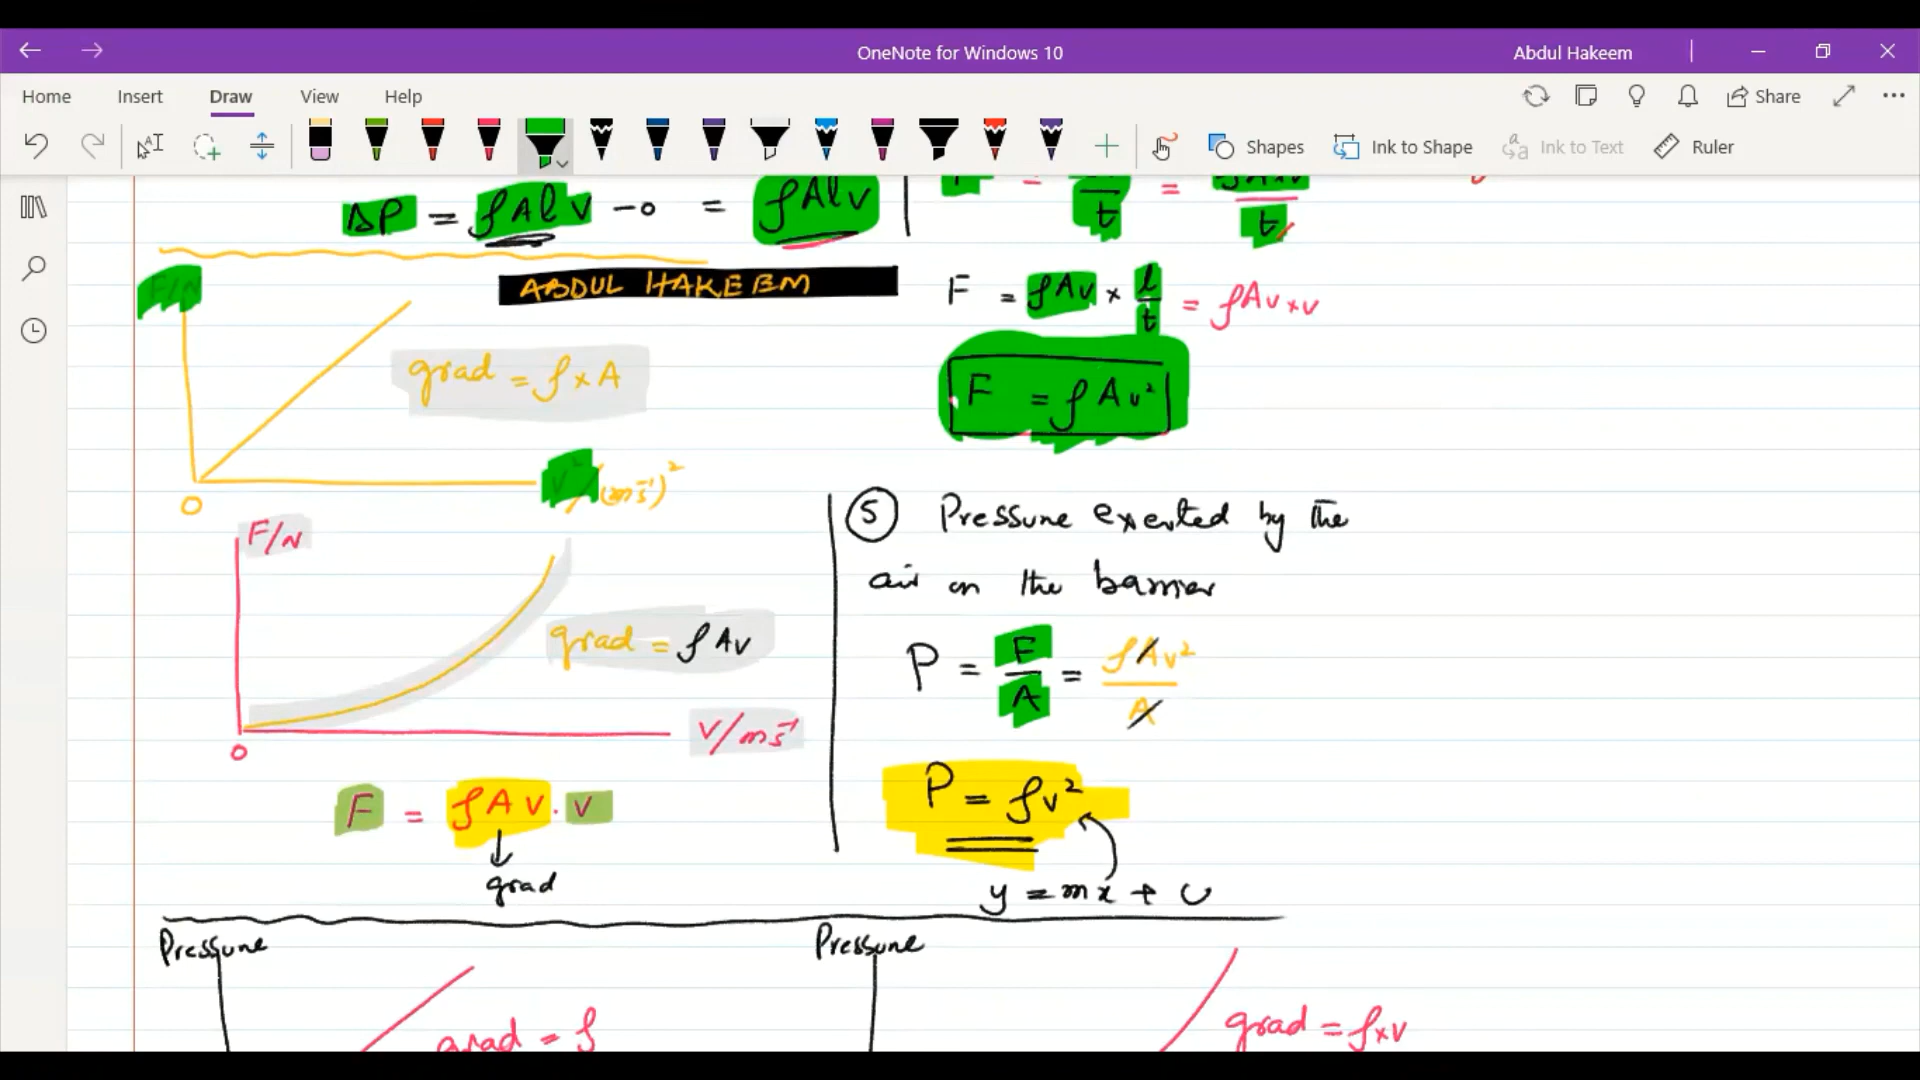 OneNote for Windows 10
Abdul Hakeem
Home Insert Draw View Help
Share
Shapes Ink to Shape Ink to Text Ruler
ΔP = ρAlv - 0 = ρAlv
t = t
F/N
ABDUL HAKEEM
F = ρAv × l/t = ρAv×v
grad = ρ×A
F = ρAv²
V²/(ms⁻¹)²
0
F/N
⑤ Pressure exerted by the
air on the barrier
grad = ρAv
P = F/A = ρAv²/A
V/ms⁻¹
0
P = ρv²
F = ρAv.v
grad
y = mx + c
Pressure
Pressure
grad = ρ
grad = ρ×v